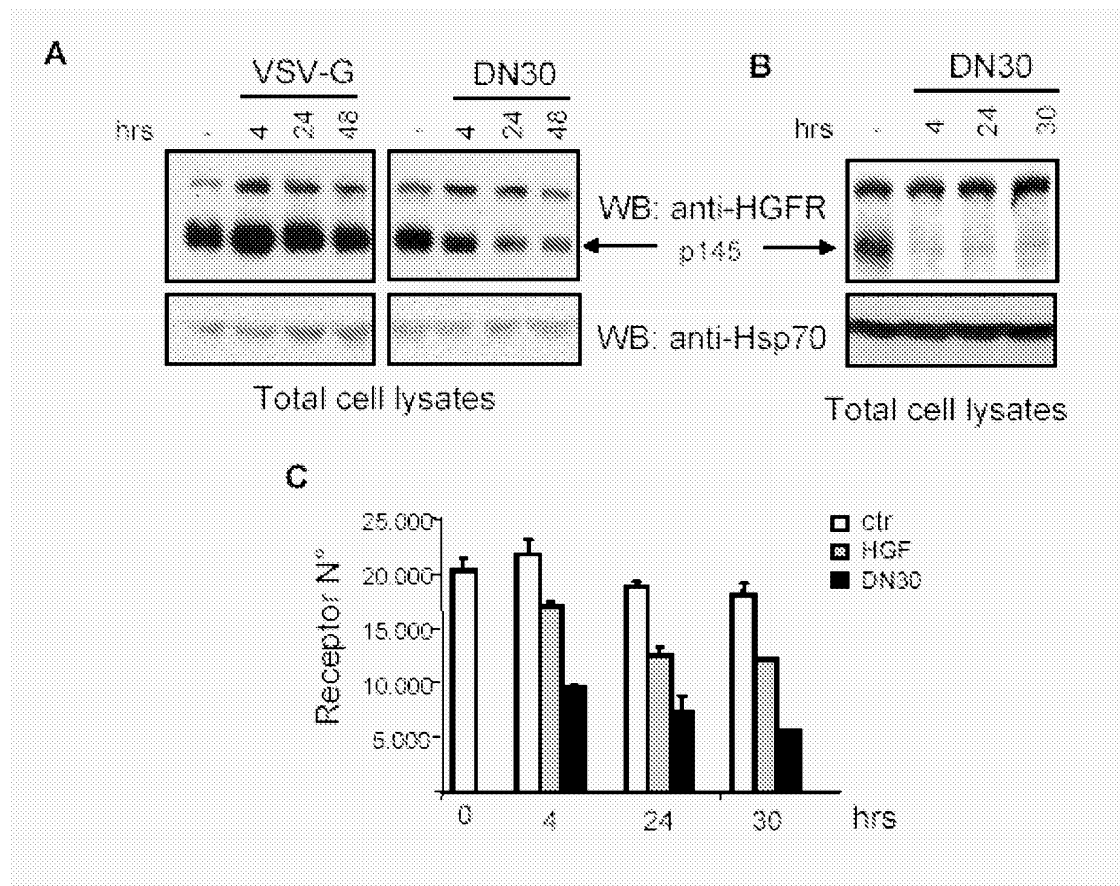 A
VSV-G
DN30
hrs - 4 24 48 - 4 24 48
B
DN30
hrs - 4 24 30
WB: anti-HGFR
p145
WB: anti-Hsp70
Total cell lysates
Total cell lysates
C
Receptor N°
25.000
20.000
15.000
10.000
5.000
0 4 24 30 hrs
ctr
HGF
DN30